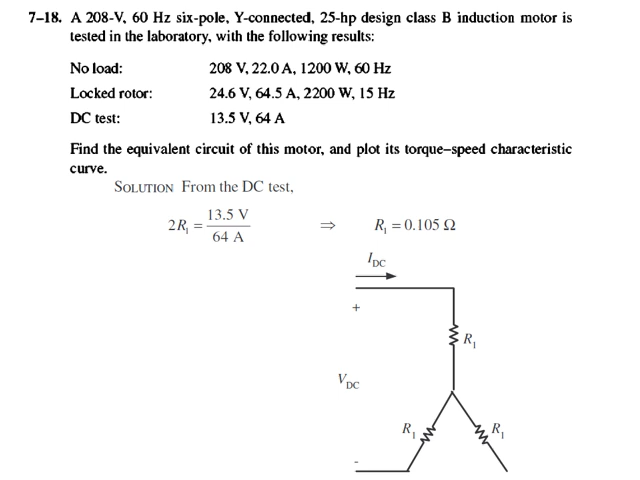 7–18. A 208-V, 60 Hz six-pole, Y-connected, 25-hp design class B induction motor is
tested in the laboratory, with the following results:
No load: 208 V, 22.0 A, 1200 W, 60 Hz
Locked rotor: 24.6 V, 64.5 A, 2200 W, 15 Hz
DC test: 13.5 V, 64 A
Find the equivalent circuit of this motor, and plot its torque–speed characteristic
curve.
SOLUTION From the DC test,
2R₁ = 13.5 V / 64 A ⇒ R₁ = 0.105 Ω
I_DC
+
R₁
V_DC
R₁ R₁
-